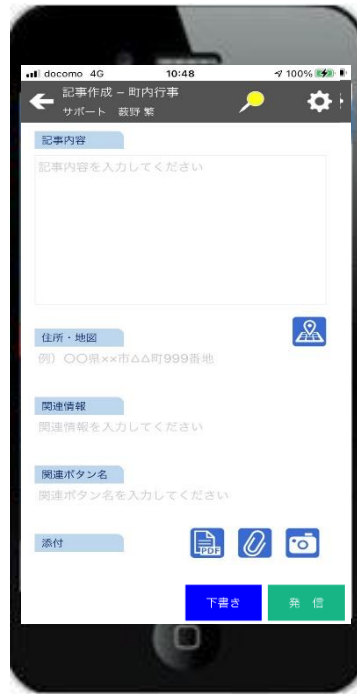 docomo 4G 10:48 100%
記事作成 – 町内行事
サポート 萩野 繁
記事内容
記事内容を入力してください
住所・地図
例）〇〇県××市△△町999番地
関連情報
関連情報を入力してください
関連ボタン名
関連ボタン名を入力してください
添付
PDF
下書き 発 信